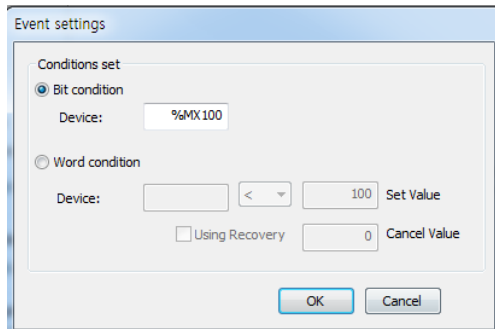 Event settings
Conditions set
Bit condition
Device: %MX100
Word condition
Device: < 100 Set Value
Using Recovery 0 Cancel Value
OK Cancel